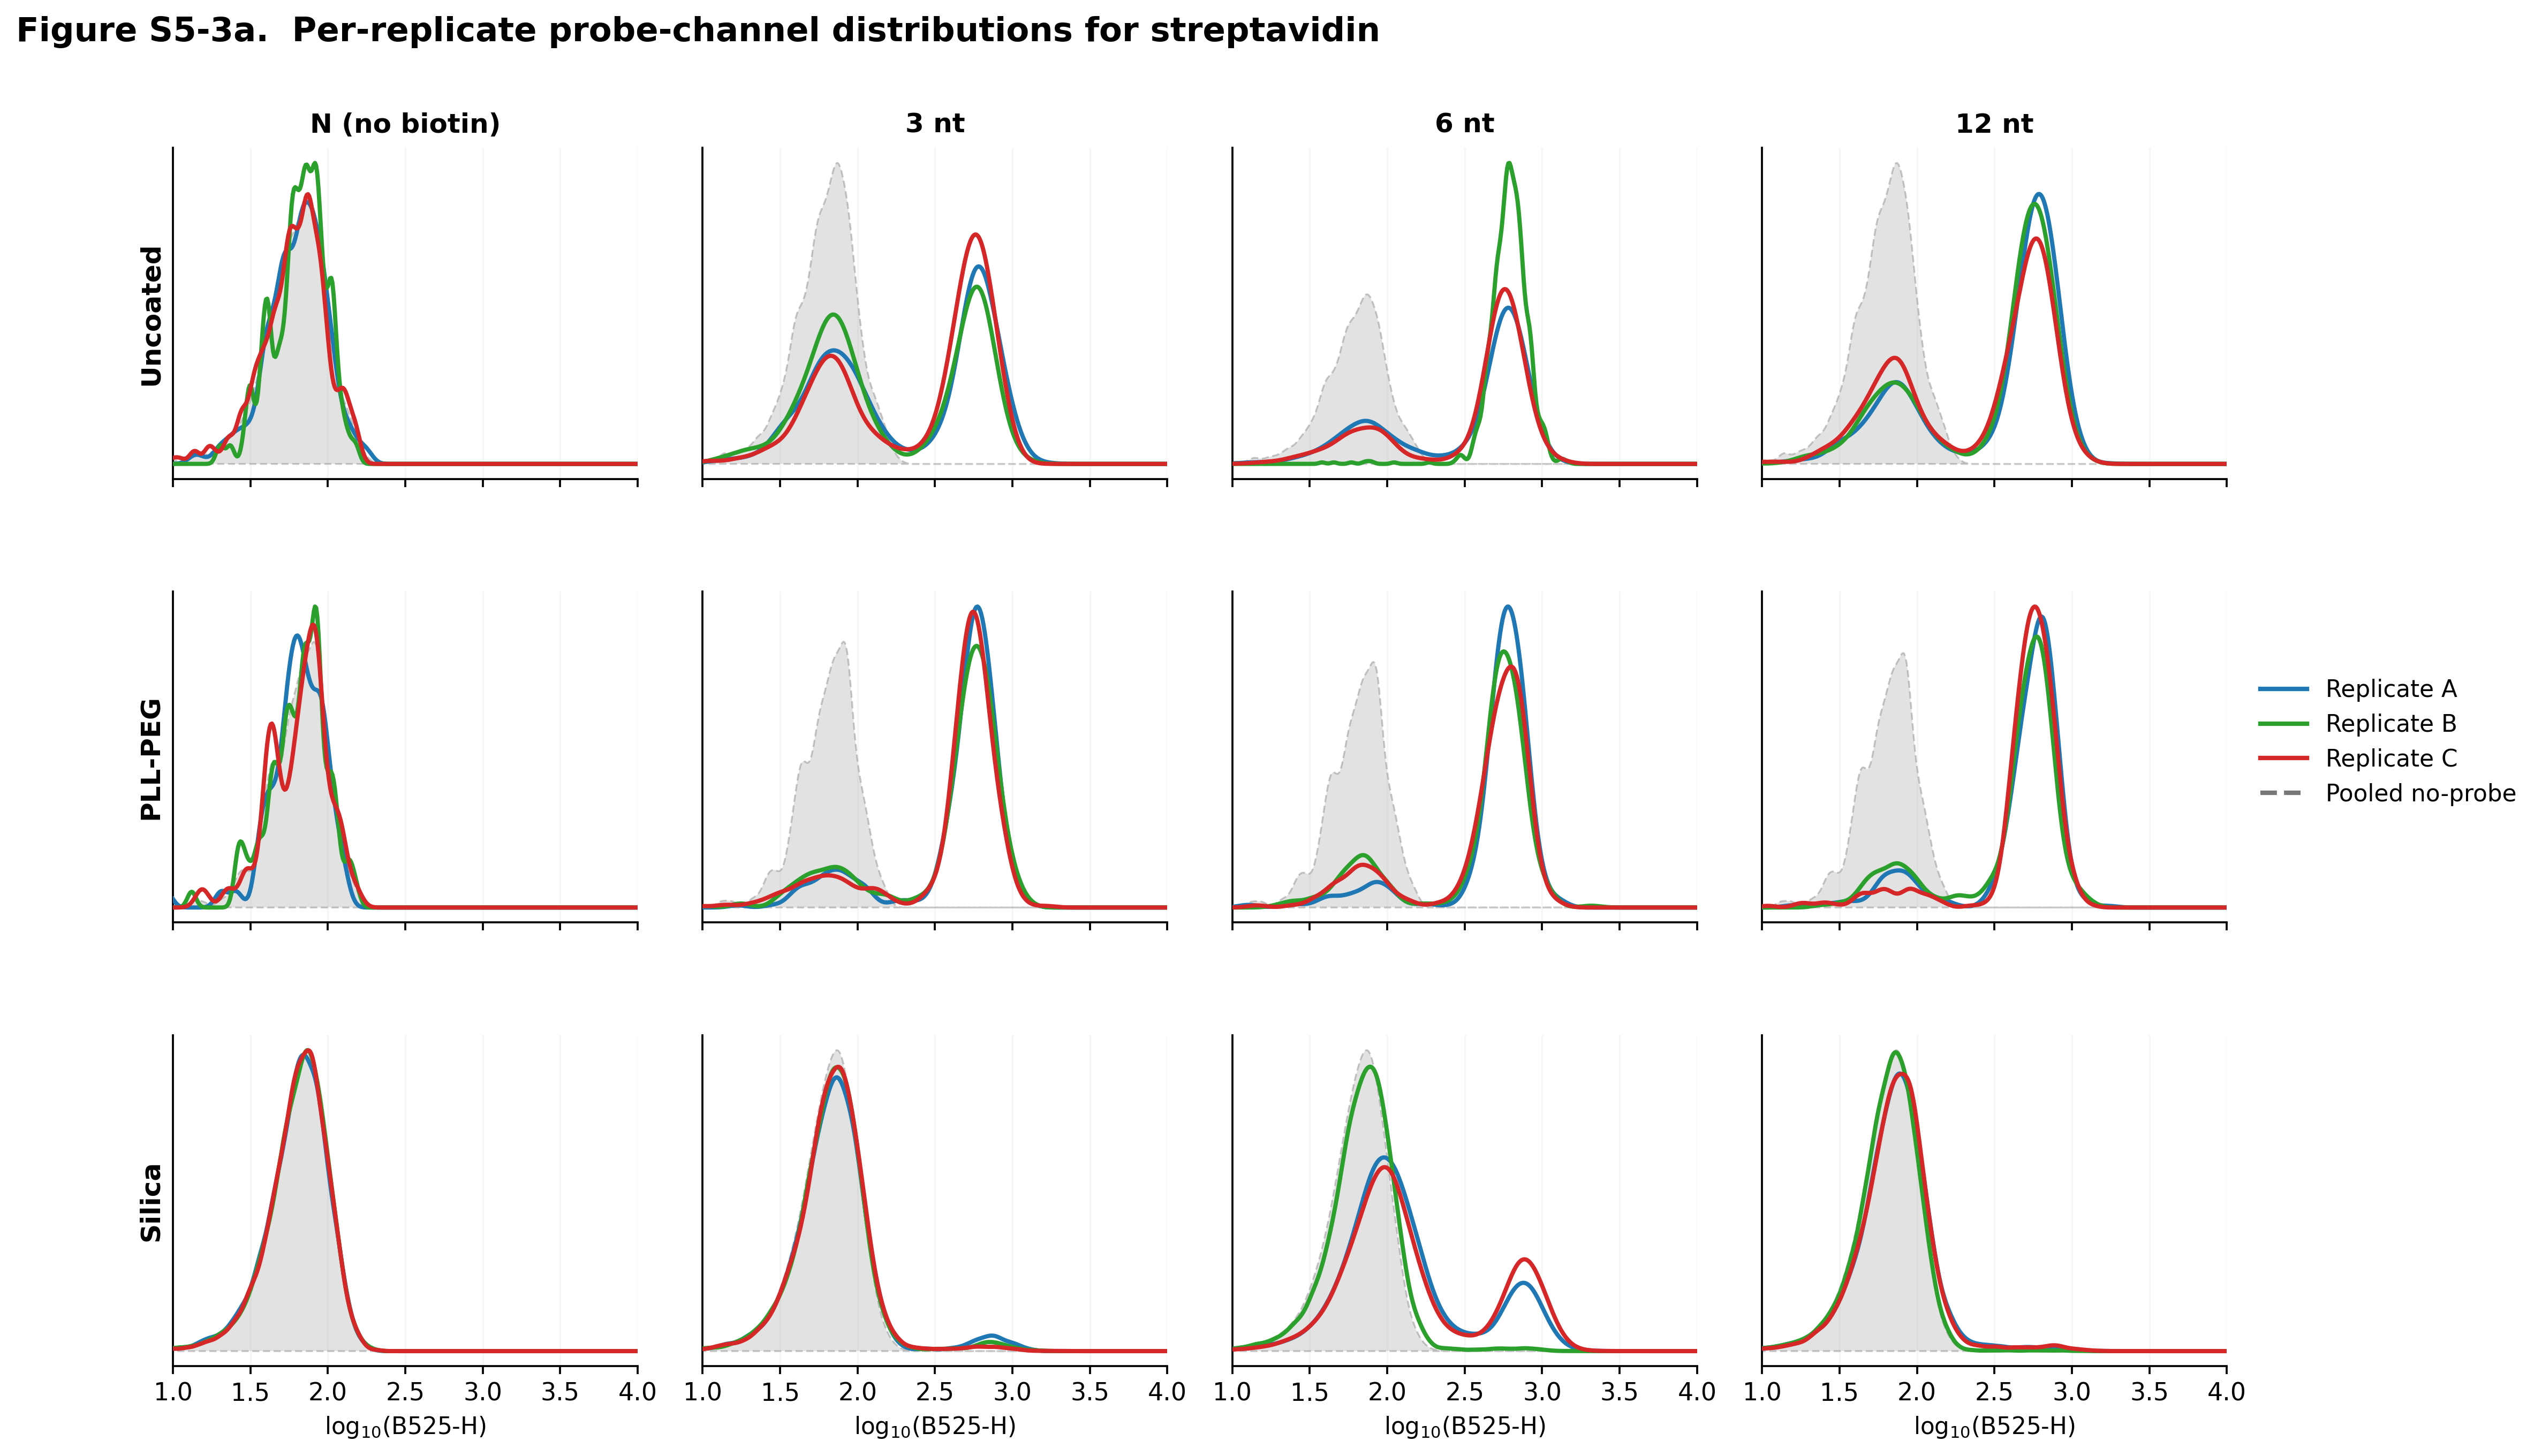 Figure S5-3a.  Per-replicate probe-channel distributions for streptavidin
N (no biotin)
3 nt
6 nt
12 nt
Uncoated
PLL-PEG
Replicate A
Replicate B
Replicate C
Pooled no-probe
Silica
1.0 1.5 2.0 2.5 3.0 3.5 4.0 1.0 1.5 2.0 2.5 3.0 3.5 4.0 1.0 1.5 2.0 2.5 3.0 3.5 4.0 1.0 1.5 2.0 2.5 3.0 3.5 4.0
log₁₀(B525-H) log₁₀(B525-H) log₁₀(B525-H) log₁₀(B525-H)